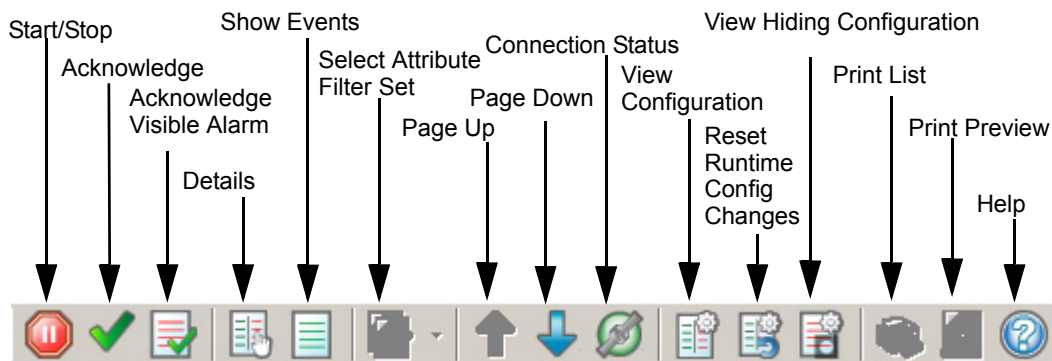 Start/Stop
Acknowledge
Acknowledge
Visible Alarm
Details
Show Events
Select Attribute
Filter Set
Page Up
Page Down
Connection Status
View
Configuration
Reset
Runtime
Config
Changes
View Hiding Configuration
Print List
Print Preview
Help